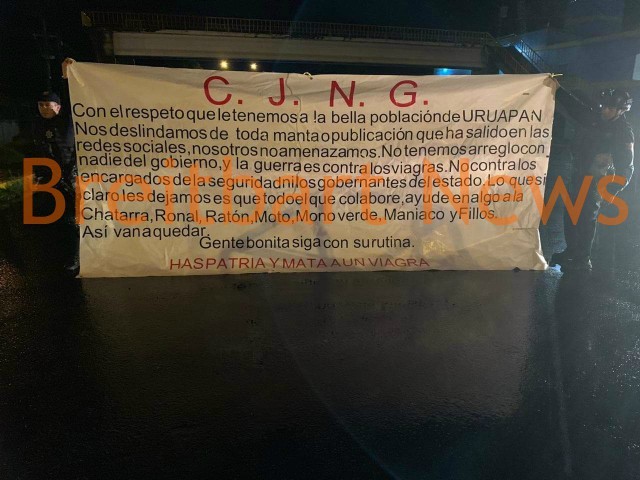 C. J. N. G.
Con el respeto que le tenemos a la bella población de URUAPAN
Nos deslindamos de toda manta o publicación que ha salido en las
redes sociales, nosotros no amenazamos, No tenemos arreglo con
nadie del gobierno, y la guerra es contra los viagras. No contra los
encargados de la seguridad ni los gobernantes del estado. Lo que si
claro les dejamos es que todo el que colabore, ayude en algo a la
Chatarra, Ronal, Ratón, Moto, Mono verde, Maniaco y Fillos.
Así van a quedar.
Gente bonita siga con su rutina.
HAS PATRIA Y MATA A UN VIAGRA
Breitbart News